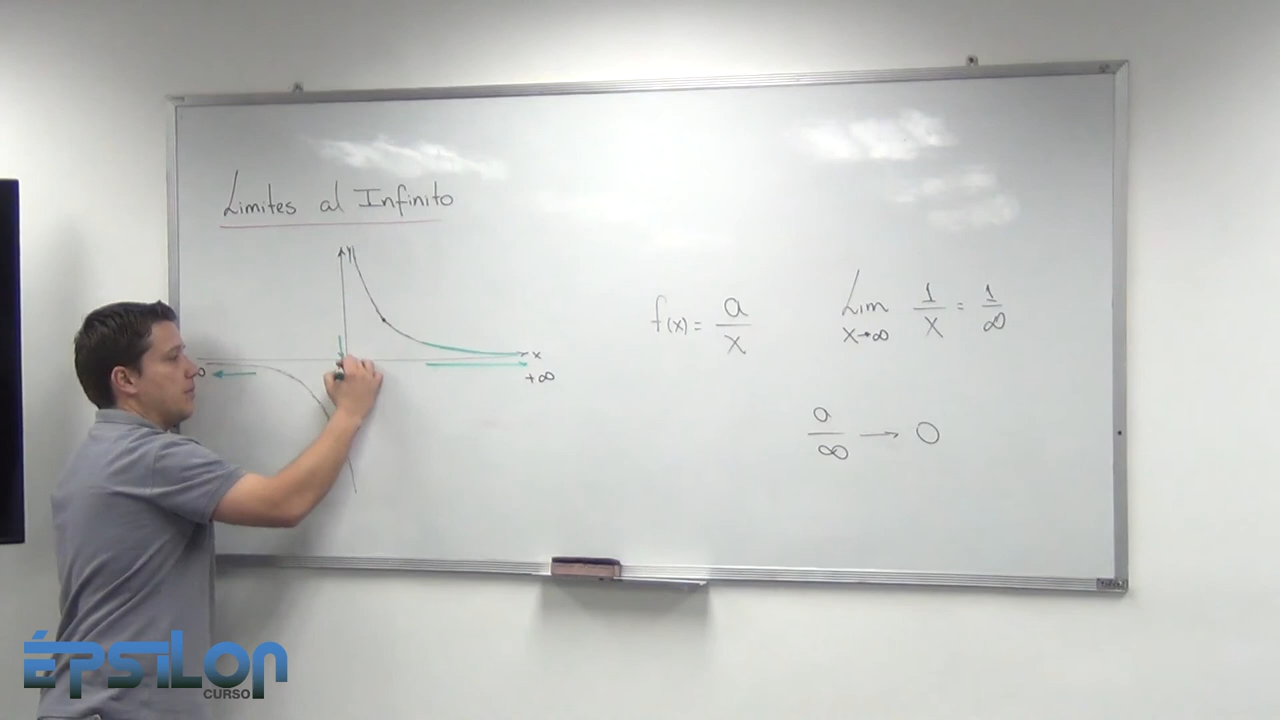 Límites al Infinito
y
x
+∞
f(x) = a/x
Lim x→∞ 1/x = 1/∞
a/∞ → 0
ÉPSILON
CURSO